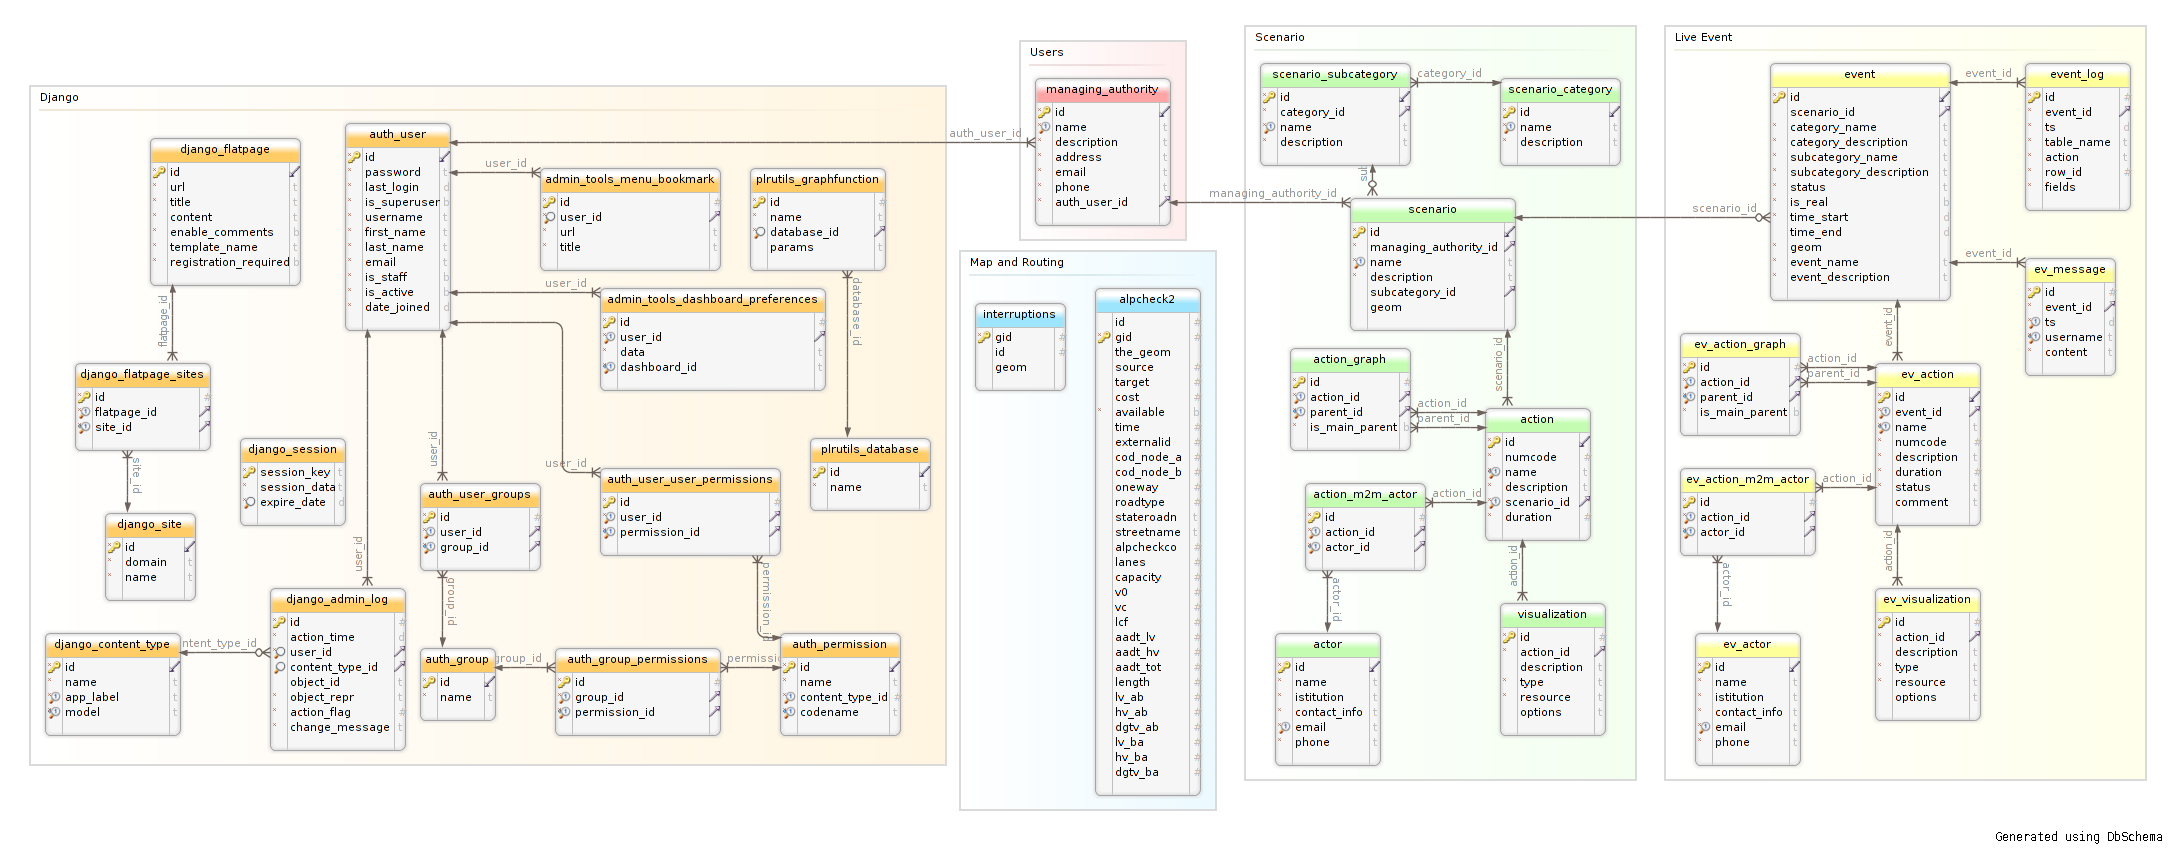 Django
django_flatpage
id
url
title
content
enable_comments
template_name
registration_required
flatpage_id
django_flatpage_sites
id
flatpage_id
site_id
site_id
django_site
id
domain
name
django_session
session_key
session_data
expire_date
auth_user
id
password
last_login
is_superuser
username
first_name
last_name
email
is_staff
is_active
date_joined
user_id
admin_tools_menu_bookmark
id
user_id
url
title
plrutils_graphfunction
id
name
database_id
params
database_id
user_id
admin_tools_dashboard_preferences
id
user_id
data
dashboard_id
plrutils_database
id
name
user_id
auth_user_groups
id
user_id
group_id
group_id
user_id
auth_user_user_permissions
id
user_id
permission_id
permission_id
user_id
django_admin_log
id
action_time
user_id
content_type_id
object_id
object_repr
action_flag
change_message
ntent_type_id
django_content_type
id
name
app_label
model
auth_group
id
name
group_id
auth_group_permissions
id
group_id
permission_id
permissic
auth_permission
id
name
content_type_id
codename
auth_user_id
Users
managing_authority
id
name
description
address
email
phone
auth_user_id
managing_authority_id
Map and Routing
interruptions
gid
id
geom
alpcheck2
id
gid
the_geom
source
target
cost
available
time
externalid
cod_node_a
cod_node_b
oneway
roadtype
stateroadn
streetname
alpcheckco
lanes
capacity
v0
vc
lcf
aadt_lv
aadt_hv
aadt_tot
length
lv_ab
hv_ab
dgtv_ab
lv_ba
hv_ba
dgtv_ba
Scenario
scenario_subcategory
id
category_id
name
description
category_id
scenario_category
id
name
description
sub
scenario
id
managing_authority_id
name
description
subcategory_id
geom
scenario_id
scenario_id
action_graph
id
action_id
parent_id
is_main_parent
action_id
parent_id
action
id
numcode
name
description
scenario_id
duration
action_m2m_actor
id
action_id
actor_id
action_id
actor_id
action_id
actor
id
name
istitution
contact_info
email
phone
visualization
id
action_id
description
type
resource
options
Live Event
event
id
scenario_id
category_name
category_description
subcategory_name
subcategory_description
status
is_real
time_start
time_end
geom
event_name
event_description
event_id
event_log
id
event_id
ts
table_name
action
row_id
fields
event_id
ev_message
id
event_id
ts
username
content
event_id
ev_action_graph
id
action_id
parent_id
is_main_parent
action_id
parent_id
ev_action
id
event_id
name
numcode
description
duration
status
comment
ev_action_m2m_actor
id
action_id
actor_id
action_id
actor_id
action_id
ev_actor
id
name
istitution
contact_info
email
phone
ev_visualization
id
action_id
description
type
resource
options
Generated using DbSchema